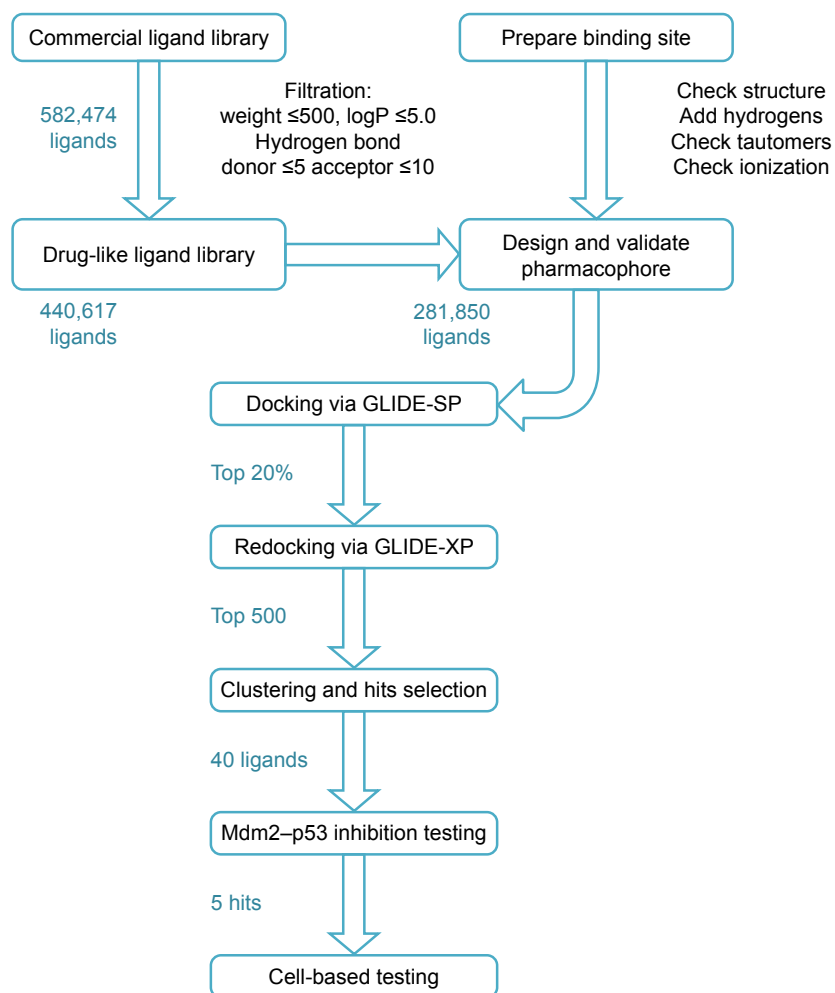 Commercial ligand library
Prepare binding site
582,474
ligands
Filtration:
weight ≤500, logP ≤5.0
Hydrogen bond
donor ≤5 acceptor ≤10
Check structure
Add hydrogens
Check tautomers
Check ionization
Drug-like ligand library
Design and validate
pharmacophore
440,617
ligands
281,850
ligands
Docking via GLIDE-SP
Top 20%
Redocking via GLIDE-XP
Top 500
Clustering and hits selection
40 ligands
Mdm2–p53 inhibition testing
5 hits
Cell-based testing